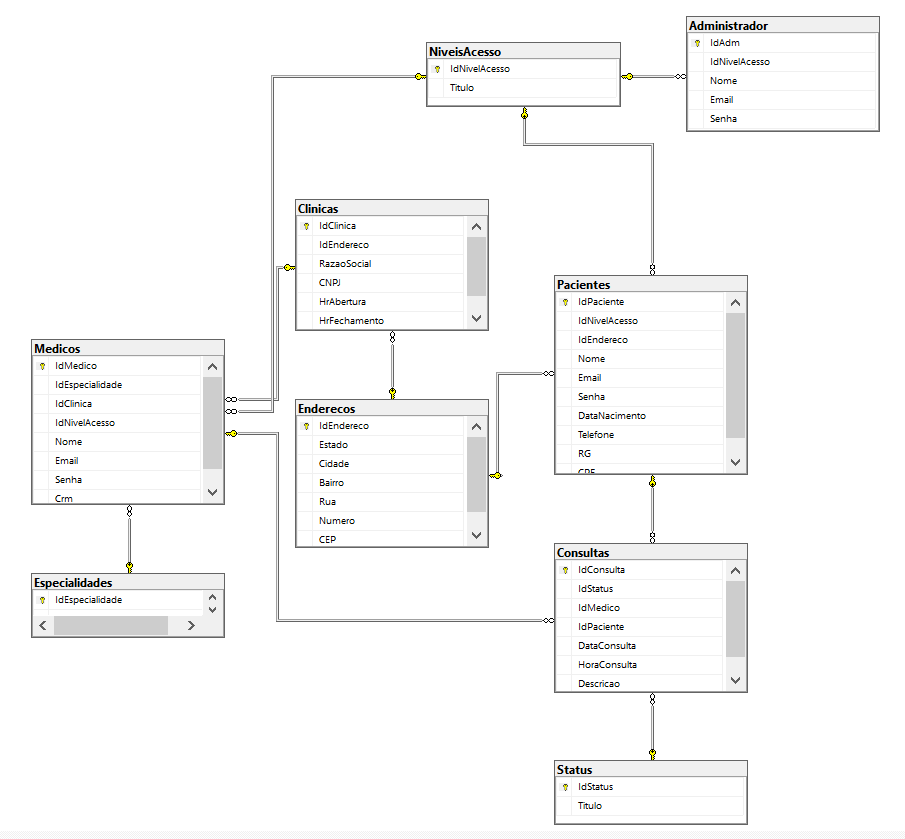 Administrador
IdAdm
IdNivelAcesso
Nome
Email
Senha
NiveisAcesso
IdNivelAcesso
Titulo
Clinicas
IdClinica
IdEndereco
RazaoSocial
CNPJ
HrAbertura
HrFechamento
Pacientes
IdPaciente
IdNivelAcesso
IdEndereco
Nome
Email
Senha
DataNacimento
Telefone
RG
CPF
Medicos
IdMedico
IdEspecialidade
IdClinica
IdNivelAcesso
Nome
Email
Senha
Crm
Enderecos
IdEndereco
Estado
Cidade
Bairro
Rua
Numero
CEP
Especialidades
IdEspecialidade
Consultas
IdConsulta
IdStatus
IdMedico
IdPaciente
DataConsulta
HoraConsulta
Descricao
Status
IdStatus
Titulo